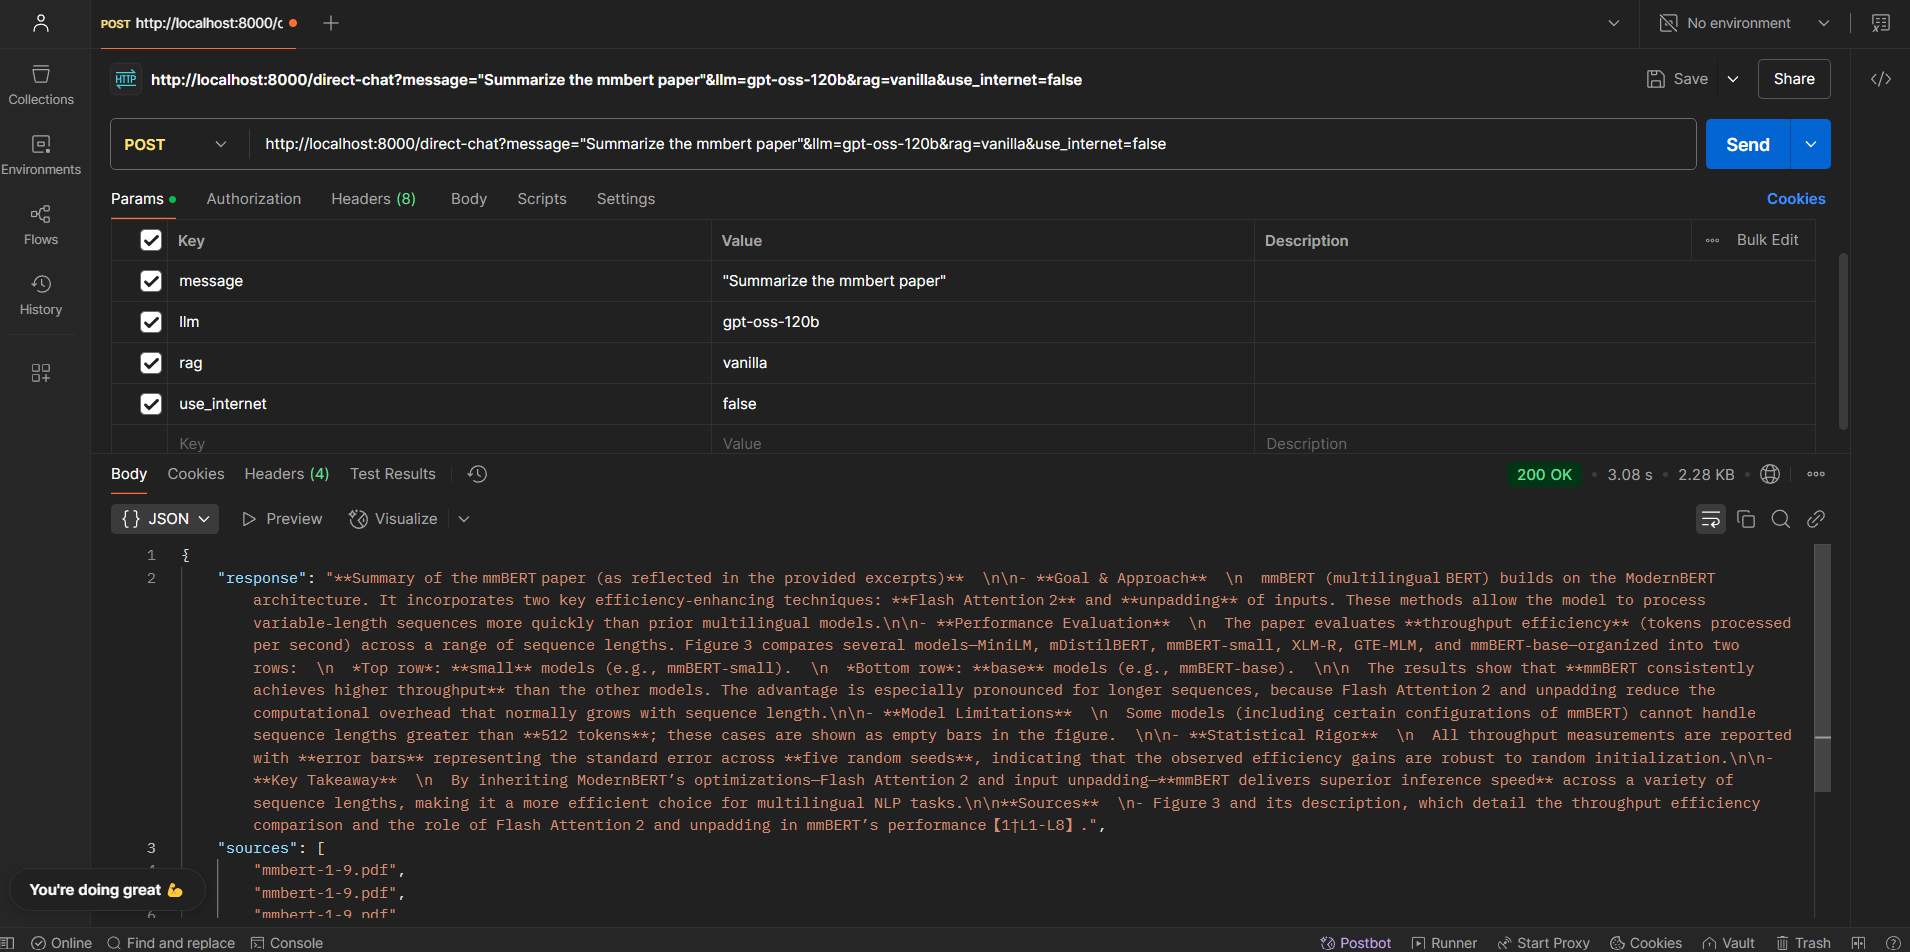 POST http://localhost:8000/c
No environment
Collections
Environments
Flows
History
HTTP http://localhost:8000/direct-chat?message="Summarize the mmbert paper"&llm=gpt-oss-120b&rag=vanilla&use_internet=false
Save
Share
POST
http://localhost:8000/direct-chat?message="Summarize the mmbert paper"&llm=gpt-oss-120b&rag=vanilla&use_internet=false
Send
Params Authorization Headers (8) Body Scripts Settings Cookies
Key Value Description Bulk Edit
message "Summarize the mmbert paper"
llm gpt-oss-120b
rag vanilla
use_internet false
Key Value Description
Body Cookies Headers (4) Test Results 200 OK • 3.08 s • 2.28 KB •
{} JSON Preview Visualize
1 {
2 "response": "**Summary of the mmBERT paper (as reflected in the provided excerpts)**  \n\n- **Goal & Approach**  \n  mmBERT (multilingual BERT) builds on the ModernBERT
architecture. It incorporates two key efficiency‑enhancing techniques: **Flash Attention 2** and **unpadding** of inputs. These methods allow the model to process
variable‑length sequences more quickly than prior multilingual models.\n\n- **Performance Evaluation**  \n  The paper evaluates **throughput efficiency** (tokens processed
per second) across a range of sequence lengths. Figure 3 compares several models—MiniLM, mDistilBERT, mmBERT‑small, XLM‑R, GTE‑MLM, and mmBERT‑base—organized into two
rows:  \n  *Top row*: **small** models (e.g., mmBERT‑small).  \n  *Bottom row*: **base** models (e.g., mmBERT‑base).  \n\n  The results show that **mmBERT consistently
achieves higher throughput** than the other models. The advantage is especially pronounced for longer sequences, because Flash Attention 2 and unpadding reduce the
computational overhead that normally grows with sequence length.\n\n- **Model Limitations**  \n  Some models (including certain configurations of mmBERT) cannot handle
sequence lengths greater than **512 tokens**; these cases are shown as empty bars in the figure.  \n\n- **Statistical Rigor**  \n  All throughput measurements are reported
with **error bars** representing the standard error across **five random seeds**, indicating that the observed efficiency gains are robust to random initialization.\n\n-
**Key Takeaway**  \n  By inheriting ModernBERT’s optimizations—Flash Attention 2 and input unpadding—**mmBERT delivers superior inference speed** across a variety of
sequence lengths, making it a more efficient choice for multilingual NLP tasks.\n\n**Sources**  \n- Figure 3 and its description, which detail the throughput efficiency
comparison and the role of Flash Attention 2 and unpadding in mmBERT’s performance【1†L1-L8】.",
3 "sources": [
"mmbert-1-9.pdf",
You're doing great 💪
"mmbert-1-9.pdf",
6 "mmbert-1-9.pdf"
Online Find and replace Console Postbot Runner Start Proxy Cookies Vault Trash